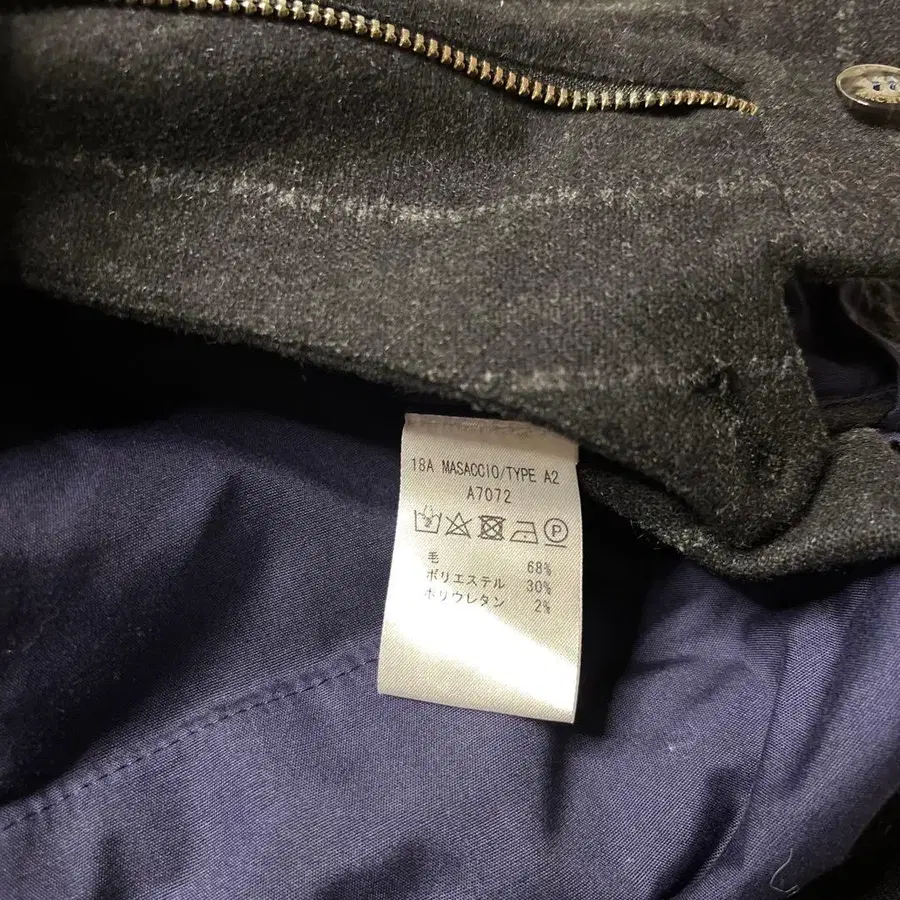 18A MASACCIO/TYPE A2
A7072
P
毛 68%
ポリエステル 30%
ポリウレタン 2%